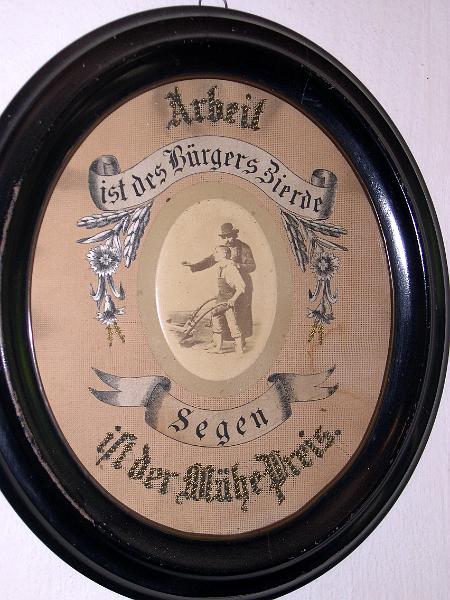 Arbeit
ist des Bürgers Zierde
Segen
ist der Mühe Preis.